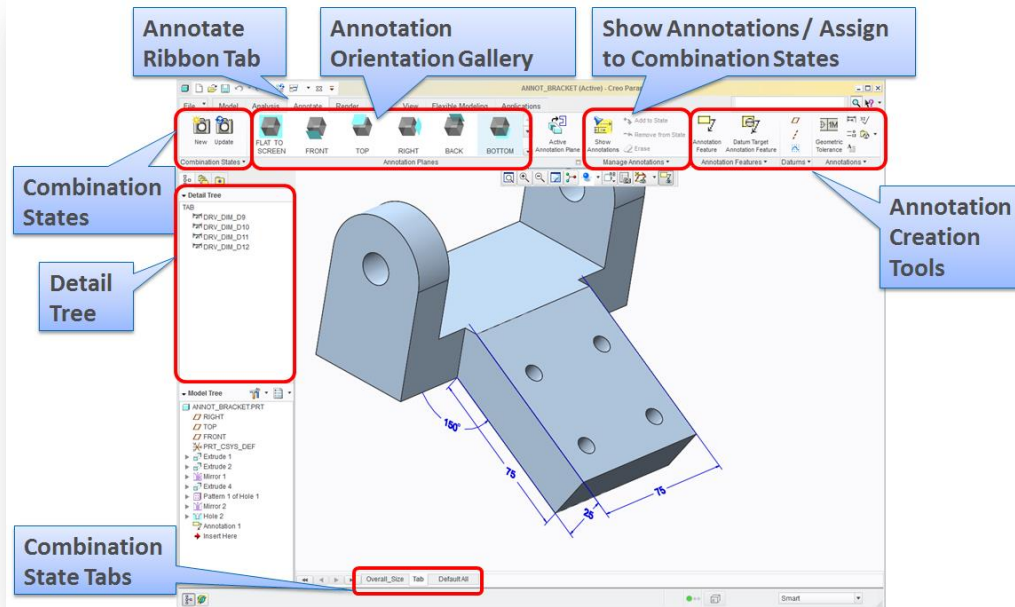 Annotate
Ribbon Tab
Annotation
Orientation Gallery
Show Annotations / Assign
to Combination States
ANNOT_BRACKET (Active) - Creo Para
File Model Analysis Annotate Render View Flexible Modeling Applications
New Update
FLAT TO
SCREEN
FRONT TOP RIGHT BACK BOTTOM
Active
Annotation Plane
Show
Annotations
Add to State
Remove from State
Erase
Annotation
Feature
Datum Target
Annotation Feature
Geometric
Tolerance
Combination States
Annotation Planes
Manage Annotations
Annotation Features
Datums
Annotations
Combination
States
Detail Tree
TAB
DRV_DIM_D9
DRV_DIM_D10
DRV_DIM_D11
DRV_DIM_D12
Annotation
Creation
Tools
Detail
Tree
Model Tree
ANNOT_BRACKET.PRT
RIGHT
TOP
FRONT
PRT_CSYS_DEF
Extrude 1
Extrude 2
Mirror 1
Extrude 4
Pattern 1 of Hole 1
Mirror 2
Hole 2
Annotation 1
Insert Here
150°
75
25
75
Combination
State Tabs
Overall_Size Tab DefaultAll
Smart